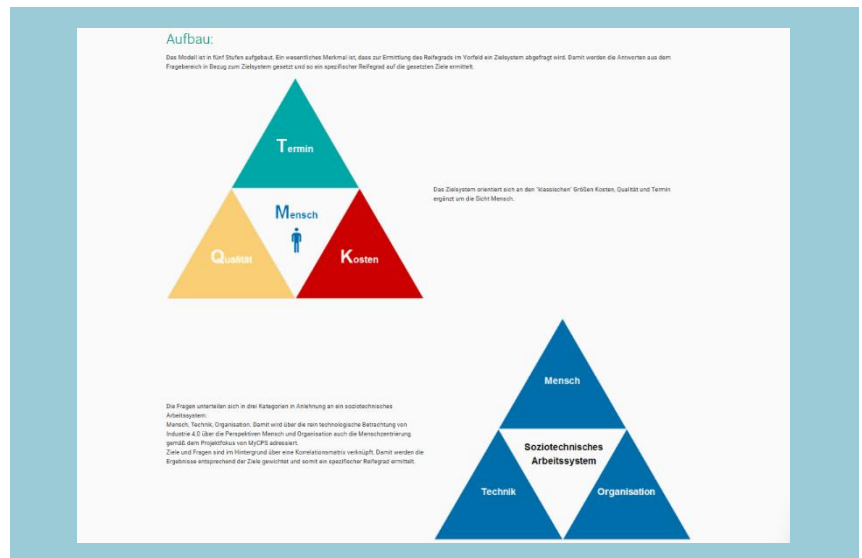 Aufbau:
Das Modell ist in fünf Stufen aufgebaut. Ein wesentliches Merkmal ist, dass zur Ermittlung des Reifegrads im Vorfeld ein Zielsystem abgefragt wird. Damit werden die Antworten aus dem
Fragebereich in Bezug zum Zielsystem gesetzt und so ein spezifischer Reifegrad auf die gesetzten Ziele ermittelt.
Termin
Mensch
Qualität
Kosten
Das Zielsystem orientiert sich an den "klassischen" Größen Kosten, Qualität und Termin
ergänzt um die Sicht Mensch.
Die Fragen unterteilen sich in drei Kategorien in Anlehnung an ein soziotechnisches
Arbeitssystem:
Mensch, Technik, Organisation. Damit wird über die rein technologische Betrachtung von
Industrie 4.0 über die Perspektiven Mensch und Organisation auch die Menschzentrierung
gemäß dem Projektfokus von MyCPS adressiert.
Ziele und Fragen sind im Hintergrund über eine Korrelationsmatrix verknüpft. Damit werden die
Ergebnisse entsprechend der Ziele gewichtet und somit ein spezifischer Reifegrad ermittelt.
Mensch
Soziotechnisches
Arbeitssystem
Technik
Organisation